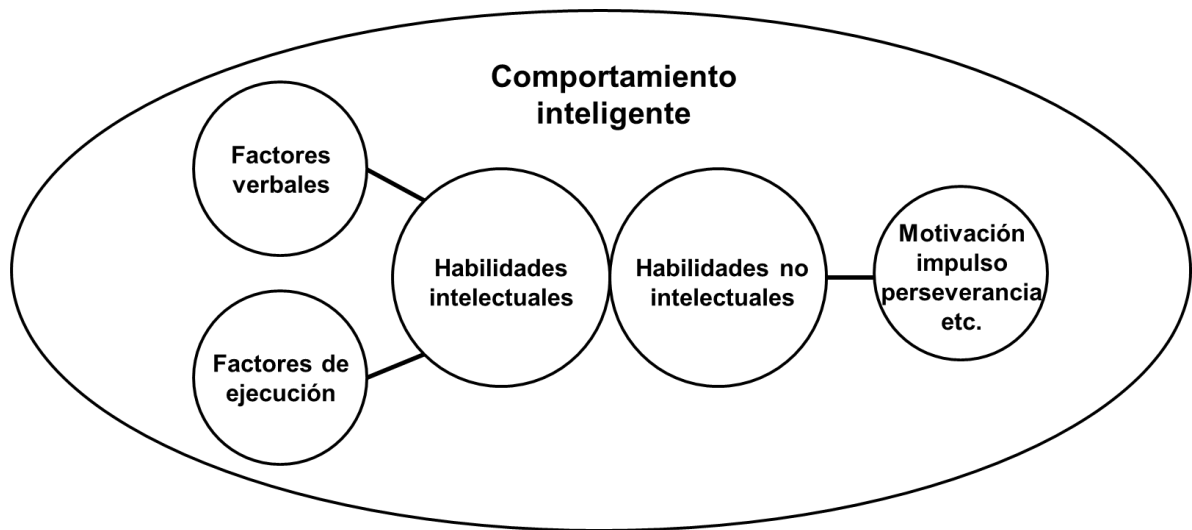 Comportamiento
inteligente
Factores
verbales
Habilidades
intelectuales
Habilidades no
intelectuales
Motivación
impulso
perseverancia
etc.
Factores de
ejecución